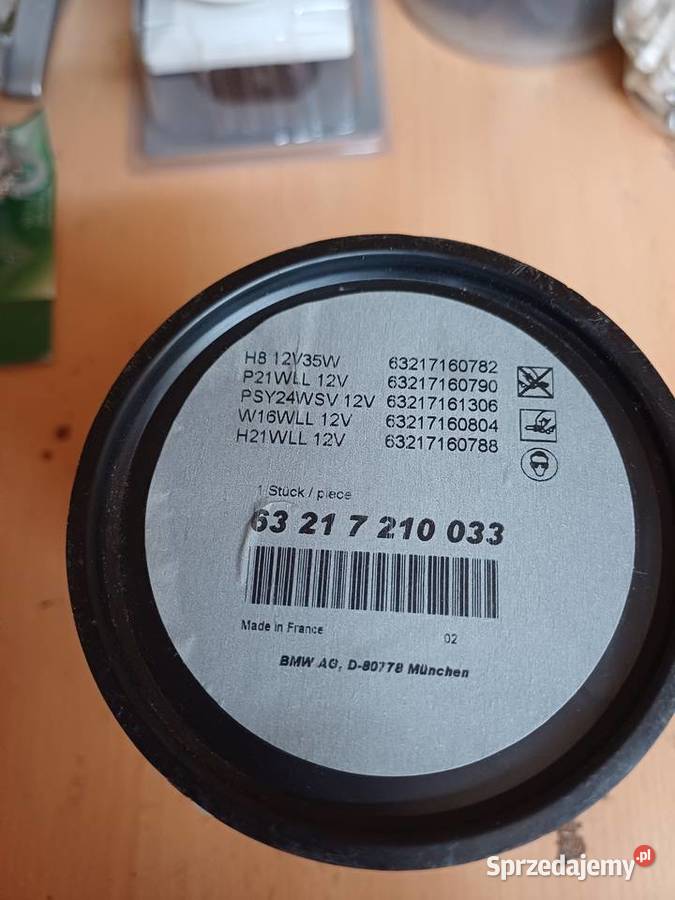 H8 12V/35W 63217160782
P21WLL 12V 63217160790
PSY24WSV 12V 63217161306
W16WLL 12V 63217160804
H21WLL 12V 63217160788
1 Stück / piece
63 21 7 210 033
Made in France 02
BMW AG, D-80778 München
Sprzedajemy.pl